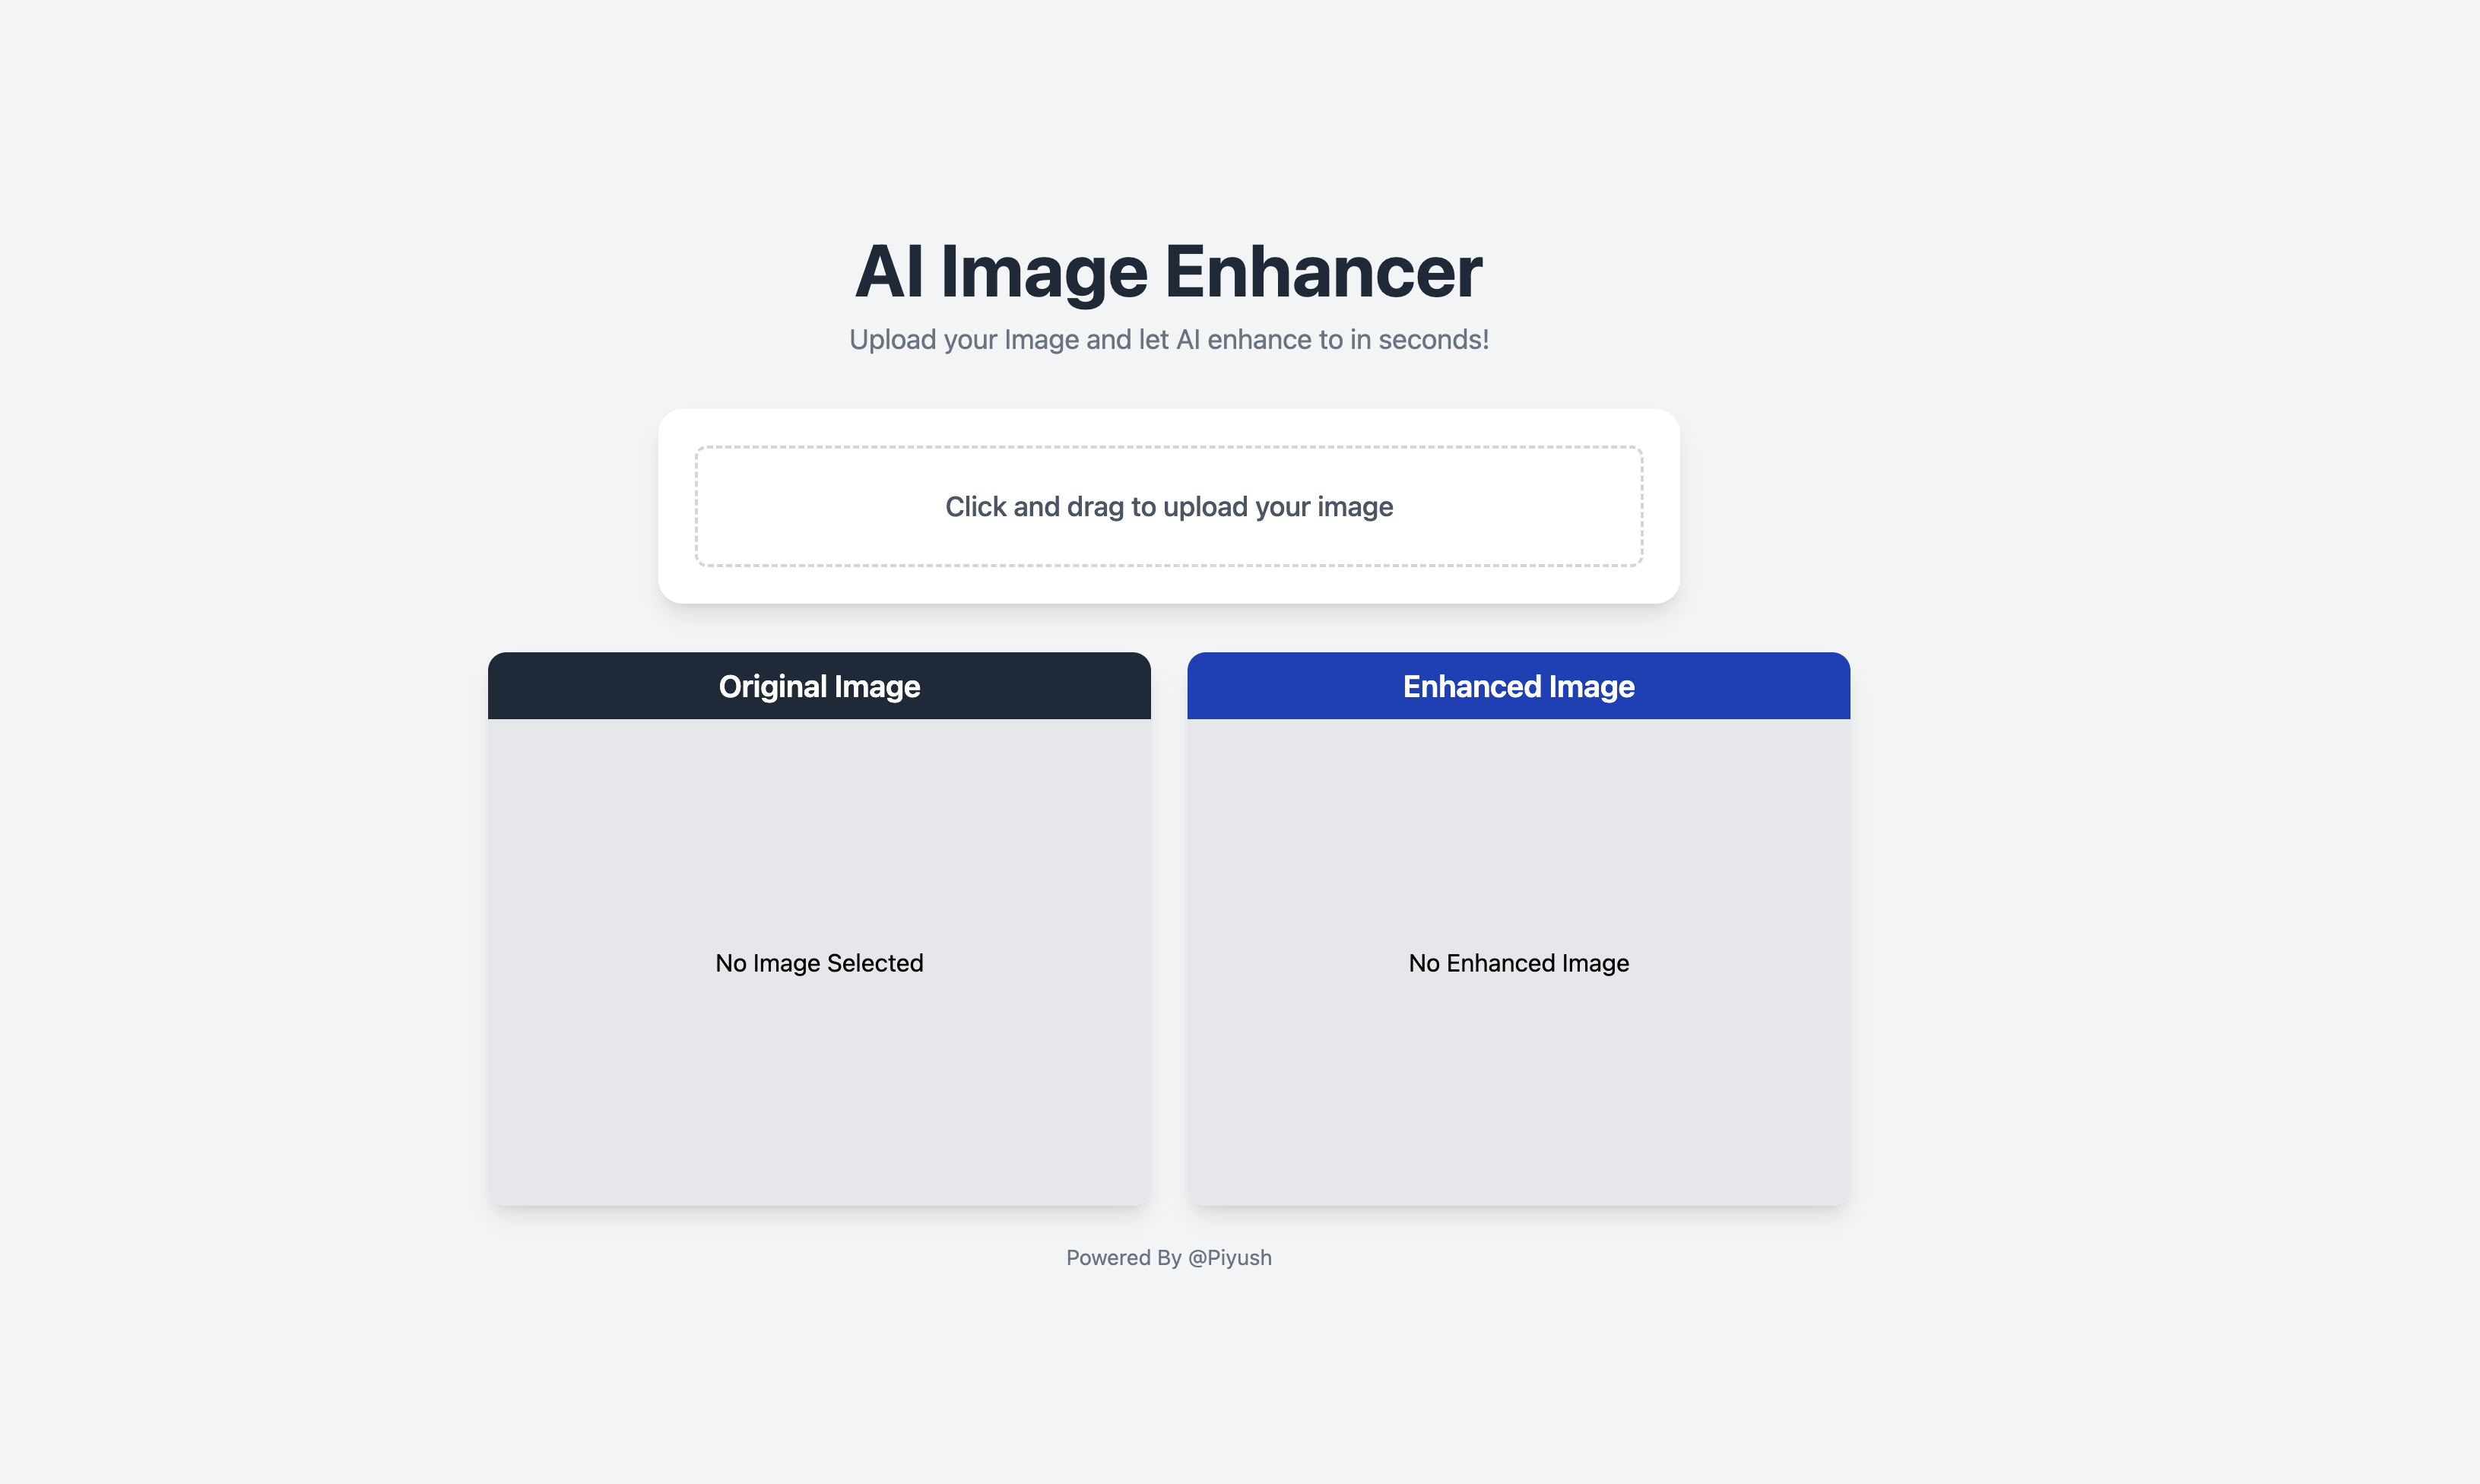 AI Image Enhancer
Upload your Image and let AI enhance to in seconds!
Click and drag to upload your image
Original Image
Enhanced Image
No Image Selected
No Enhanced Image
Powered By @Piyush